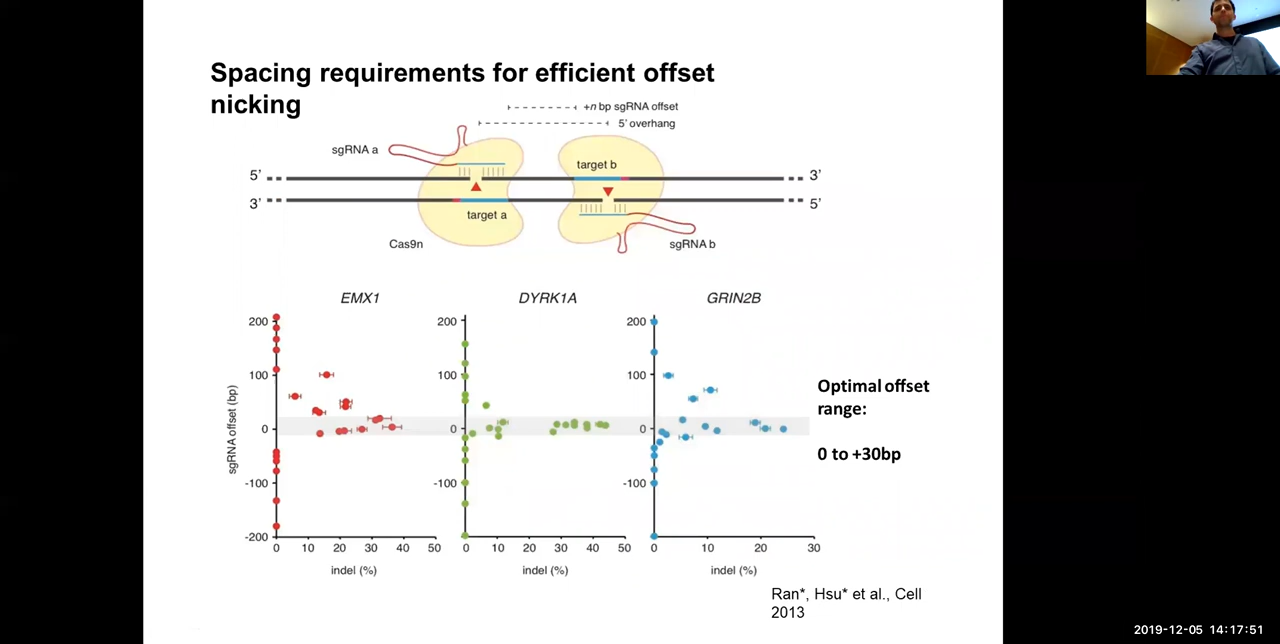 Spacing requirements for efficient offset
nicking
+n bp sgRNA offset
5' overhang
sgRNA a
target b
5'
3'
3'
5'
target a
Cas9n
sgRNA b
EMX1
DYRK1A
GRIN2B
sgRNA offset (bp)
200
100
0
-100
-200
0 10 20 30 40 50
indel (%)
200
100
0
-100
0 10 20 30 40 50
indel (%)
200
100
0
-100
0 10 20 30
indel (%)
Optimal offset
range:
0 to +30bp
Ran*, Hsu* et al., Cell
2013
2019-12-05 14:17:51